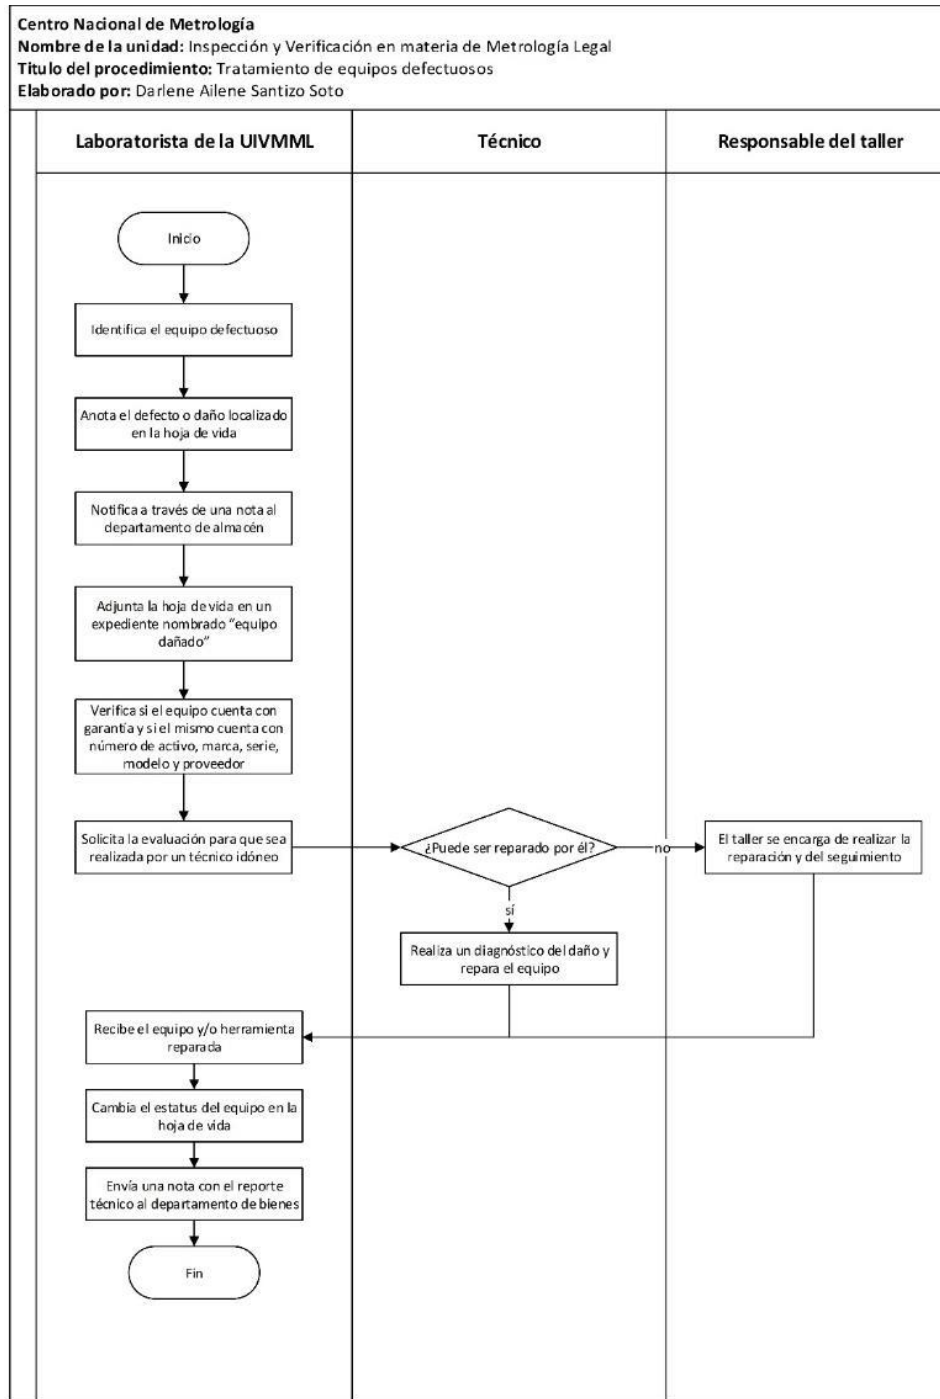 Centro Nacional de Metrología
Nombre de la unidad: Inspección y Verificación en materia de Metrología Legal
Titulo del procedimiento: Tratamiento de equipos defectuosos
Elaborado por: Darlene Ailene Santizo Soto
Laboratorista de la UIVMML
Técnico
Responsable del taller
Inicio
Identifica el equipo defectuoso
Anota el defecto o daño localizado
en la hoja de vida
Notifica a través de una nota al
departamento de almacén
Adjunta la hoja de vida en un
expediente nombrado “equipo
dañado”
Verifica si el equipo cuenta con
garantía y si el mismo cuenta con
número de activo, marca, serie,
modelo y proveedor
Solicita la evaluación para que sea
realizada por un técnico idóneo
¿Puede ser reparado por él?
no
El taller se encarga de realizar la
reparación y del seguimiento
sí
Realiza un diagnóstico del daño y
repara el equipo
Recibe el equipo y/o herramienta
reparada
Cambia el estatus del equipo en la
hoja de vida
Envía una nota con el reporte
técnico al departamento de bienes
Fin